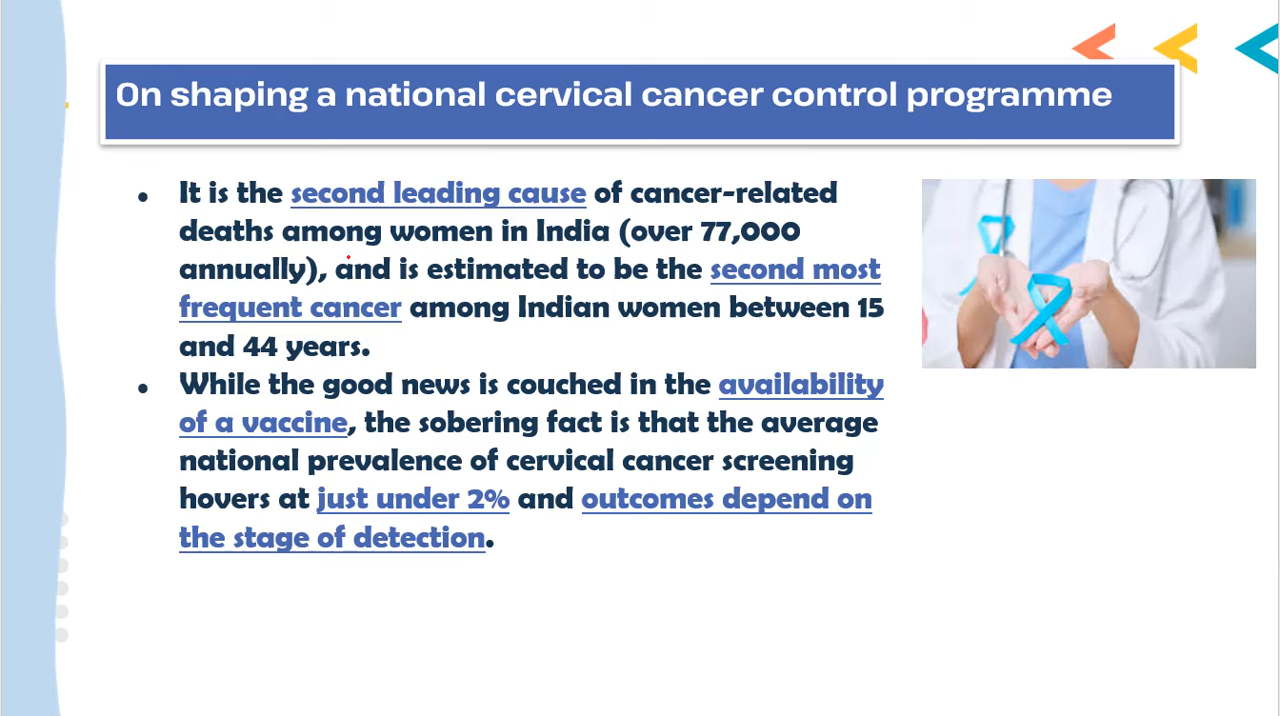 On shaping a national cervical cancer control programme
• It is the second leading cause of cancer-related
deaths among women in India (over 77,000
annually), and is estimated to be the second most
frequent cancer among Indian women between 15
and 44 years.
• While the good news is couched in the availability
of a vaccine, the sobering fact is that the average
national prevalence of cervical cancer screening
hovers at just under 2% and outcomes depend on
the stage of detection.